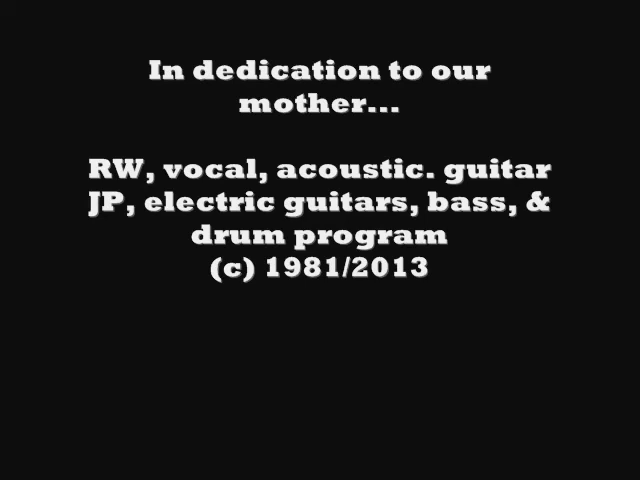 In dedication to our
mother...
RW, vocal, acoustic. guitar
JP, electric guitars, bass, &
drum program
(c) 1981/2013